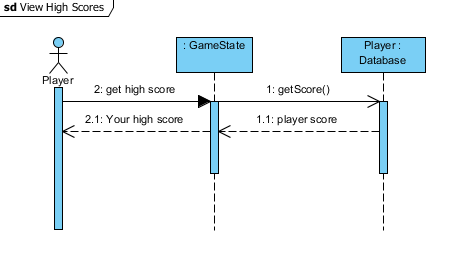 sd View High Scores
: GameState
Player :
Database
Player
2: get high score
1: getScore()
2.1: Your high score
1.1: player score